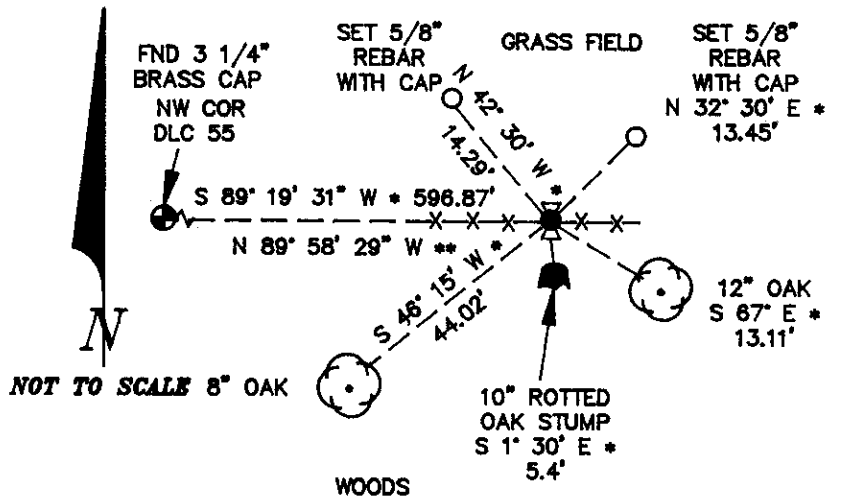 FND 3 1/4"
BRASS CAP
NW COR
DLC 55
SET 5/8"
REBAR
WITH CAP
GRASS FIELD
SET 5/8"
REBAR
WITH CAP
N 32° 30' E *
13.45'
N 42° 30' W *
14.29'
S 89° 19' 31" W * 596.87'
N 89° 58' 29" W **
S 46° 15' W *
44.02'
12" OAK
S 67° E *
13.11'
N
NOT TO SCALE
8" OAK
10" ROTTED
OAK STUMP
S 1° 30' E *
5.4'
WOODS